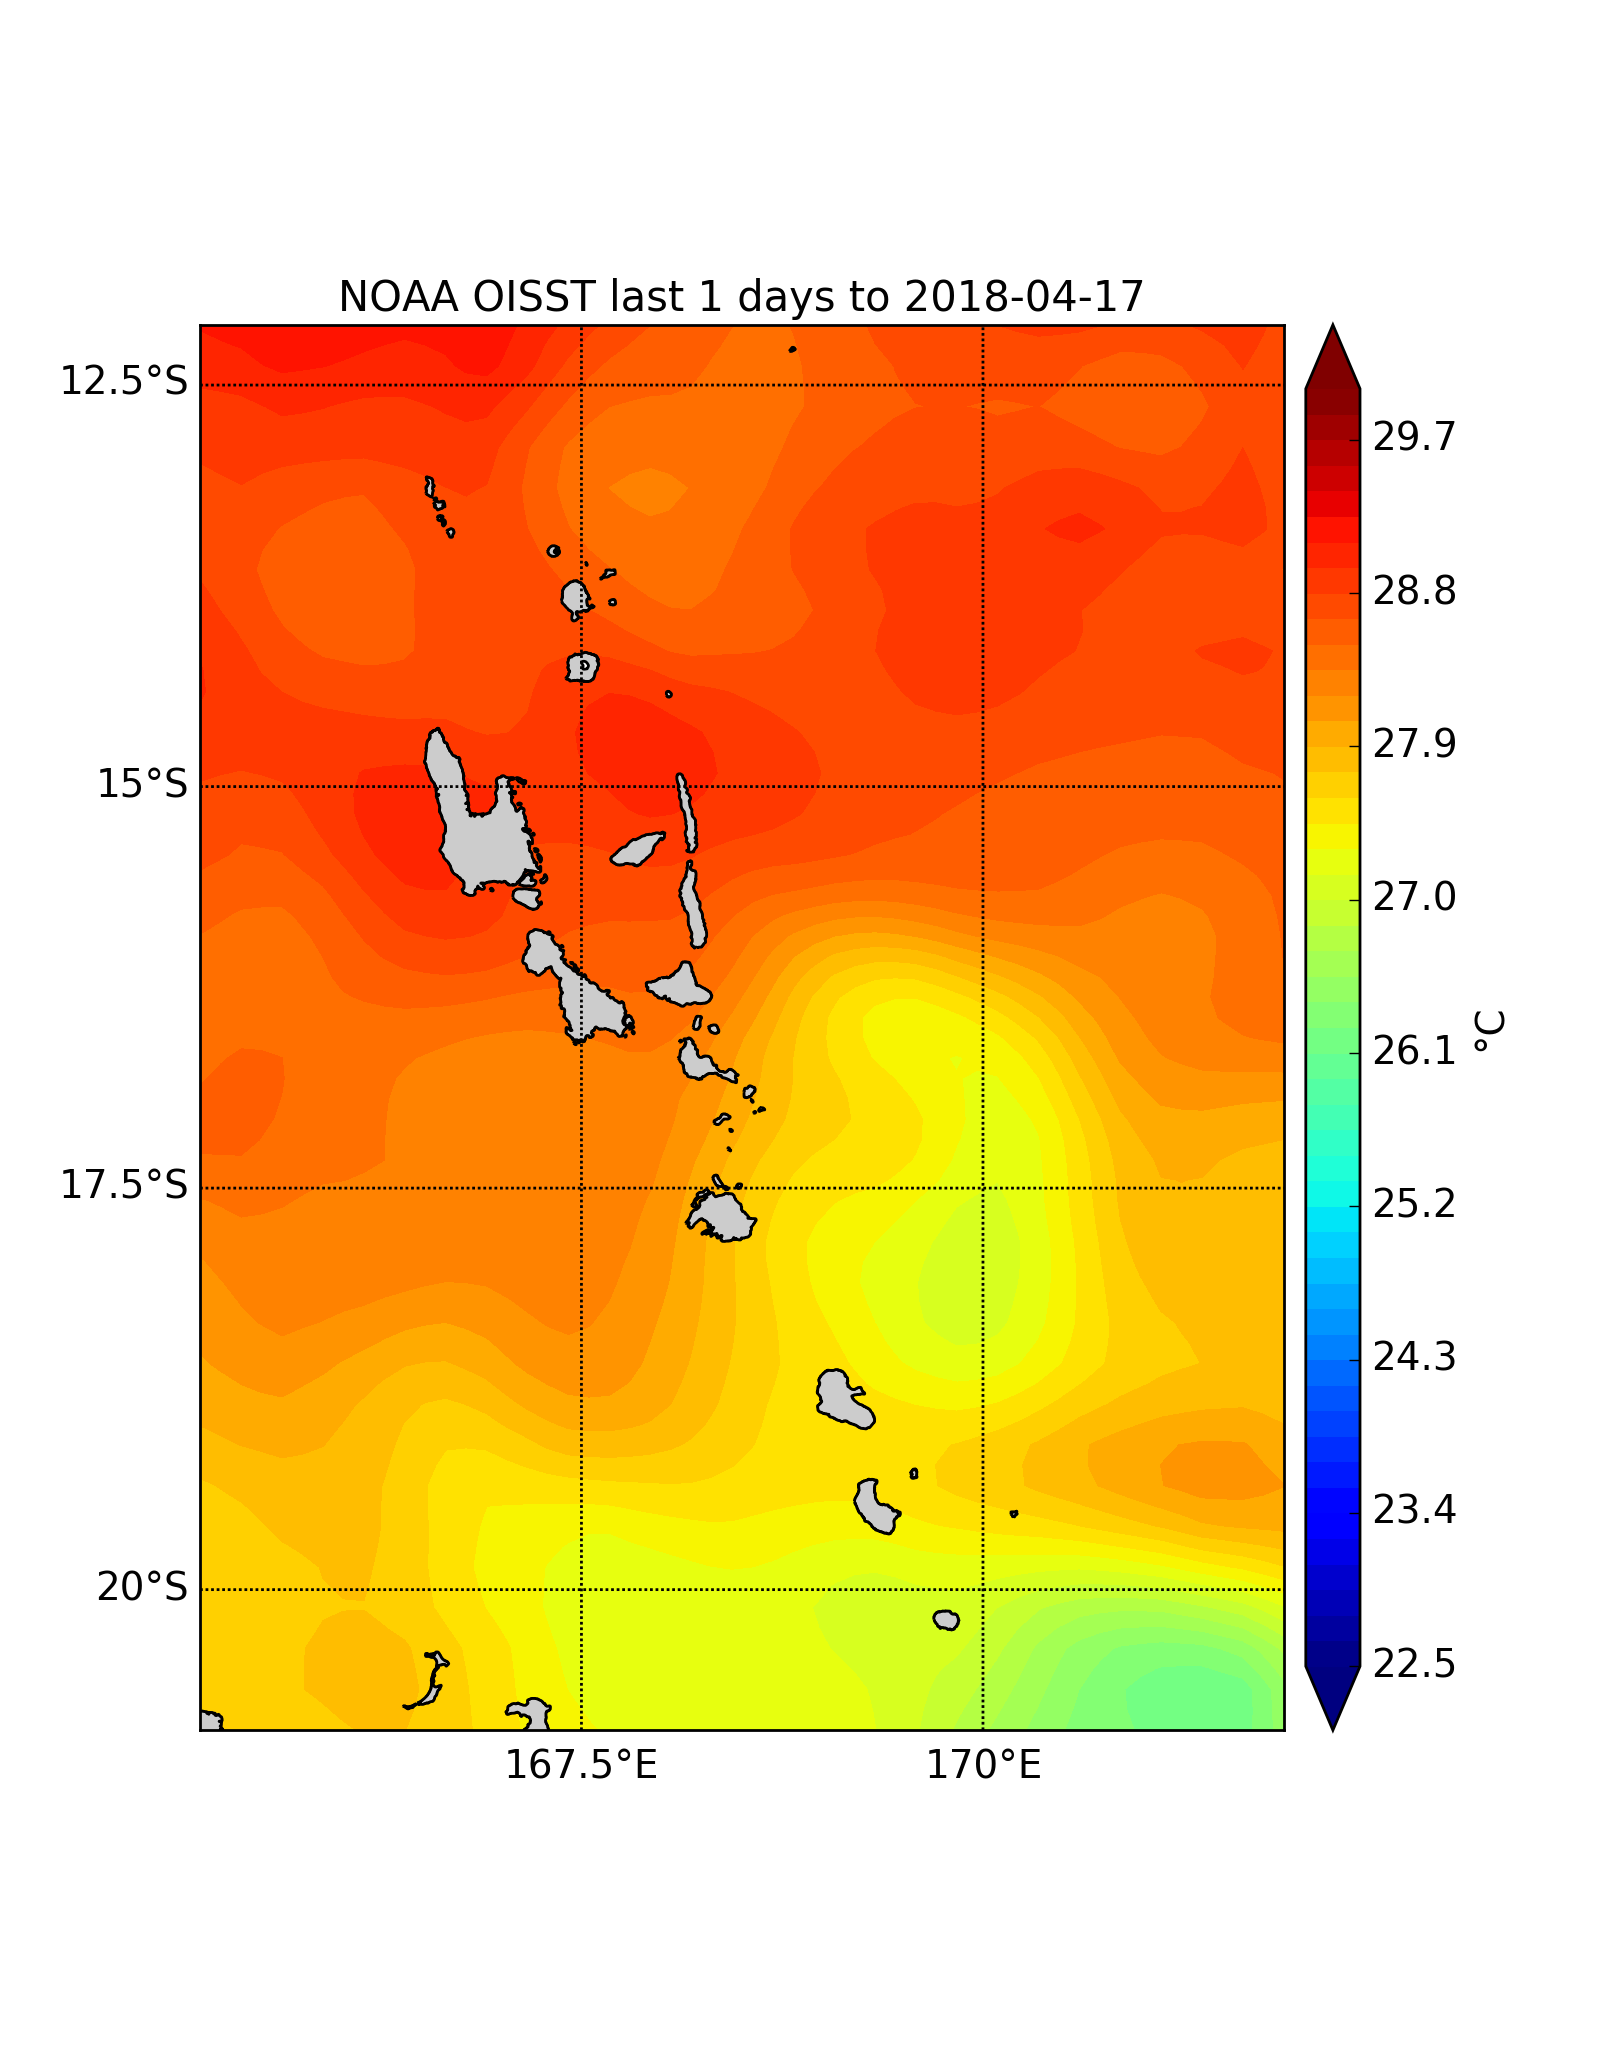 NOAA OISST last 1 days to 2018-04-17
12.5°S
15°S
17.5°S
20°S
167.5°E
170°E
29.7
28.8
27.9
27.0
26.1
25.2
24.3
23.4
22.5
°C